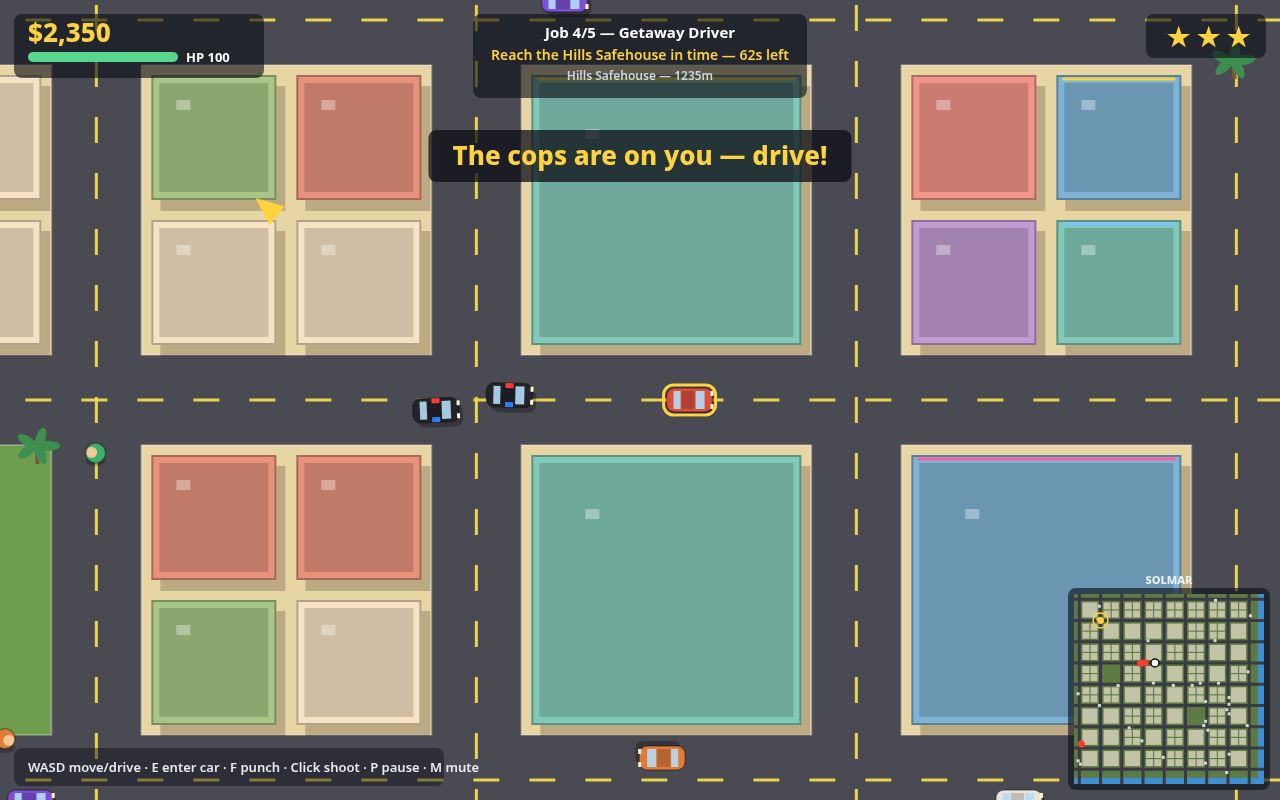 $2,350
HP 100
Job 4/5 — Getaway Driver
Reach the Hills Safehouse in time — 62s left
Hills Safehouse — 1235m
★ ★ ★
The cops are on you — drive!
SOLMAR
WASD move/drive · E enter car · F punch · Click shoot · P pause · M mute